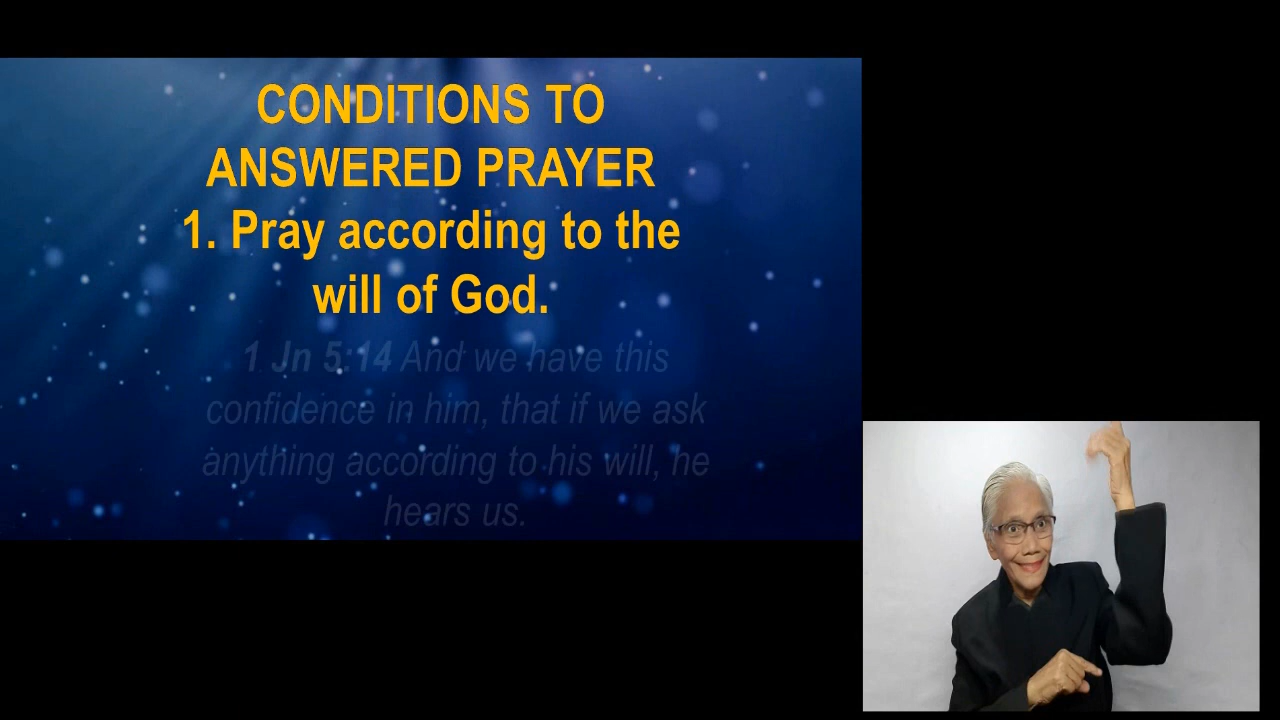 CONDITIONS TO
ANSWERED PRAYER
1. Pray according to the
will of God.
1 Jn 5:14 And we have this
confidence in him, that if we ask
anything according to his will, he
hears us.